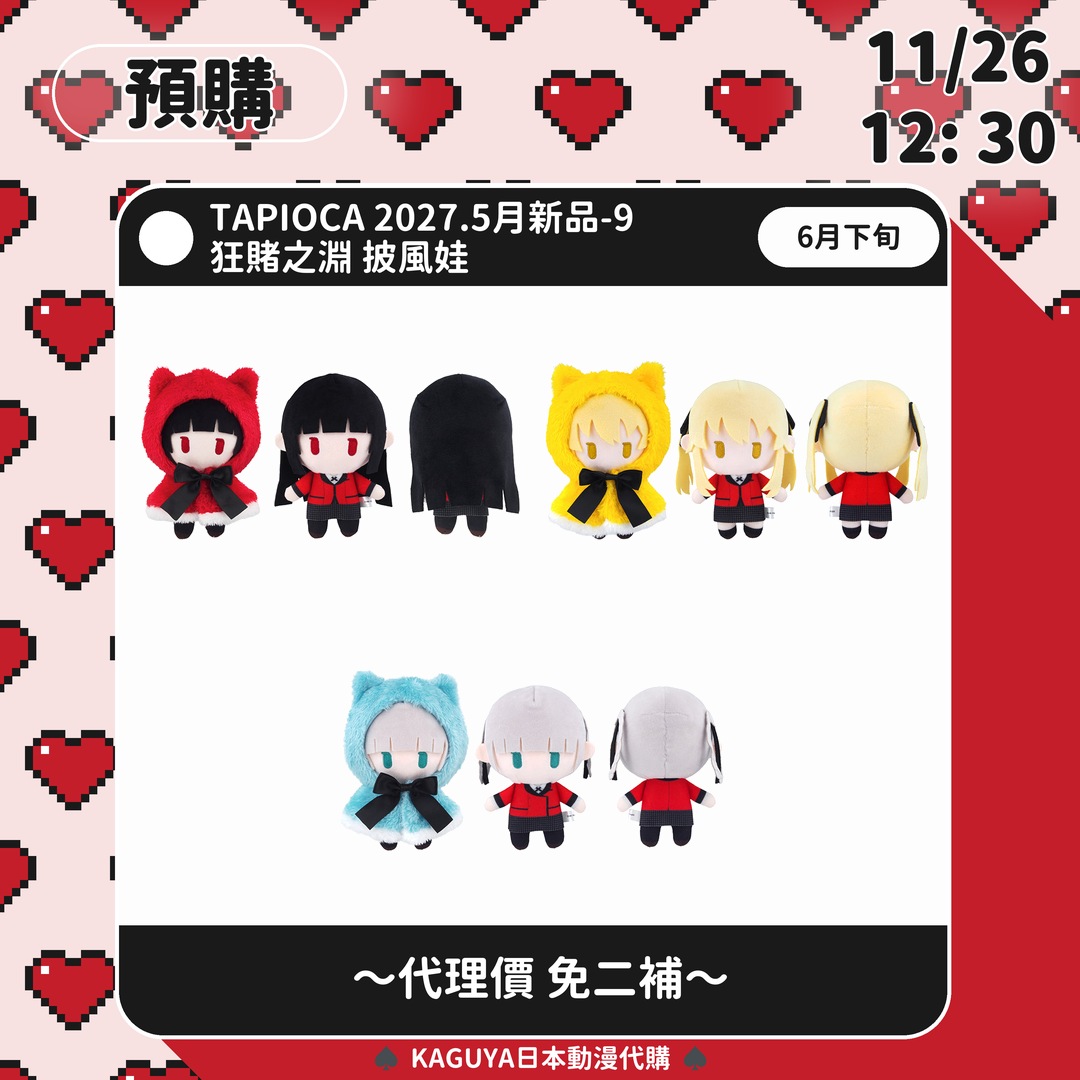 預購
11/26
12: 30
TAPIOCA 2027.5月新品-9
狂賭之淵 披風娃
6月下旬
～代理價 免二補～
♠ KAGUYA日本動漫代購 ♠